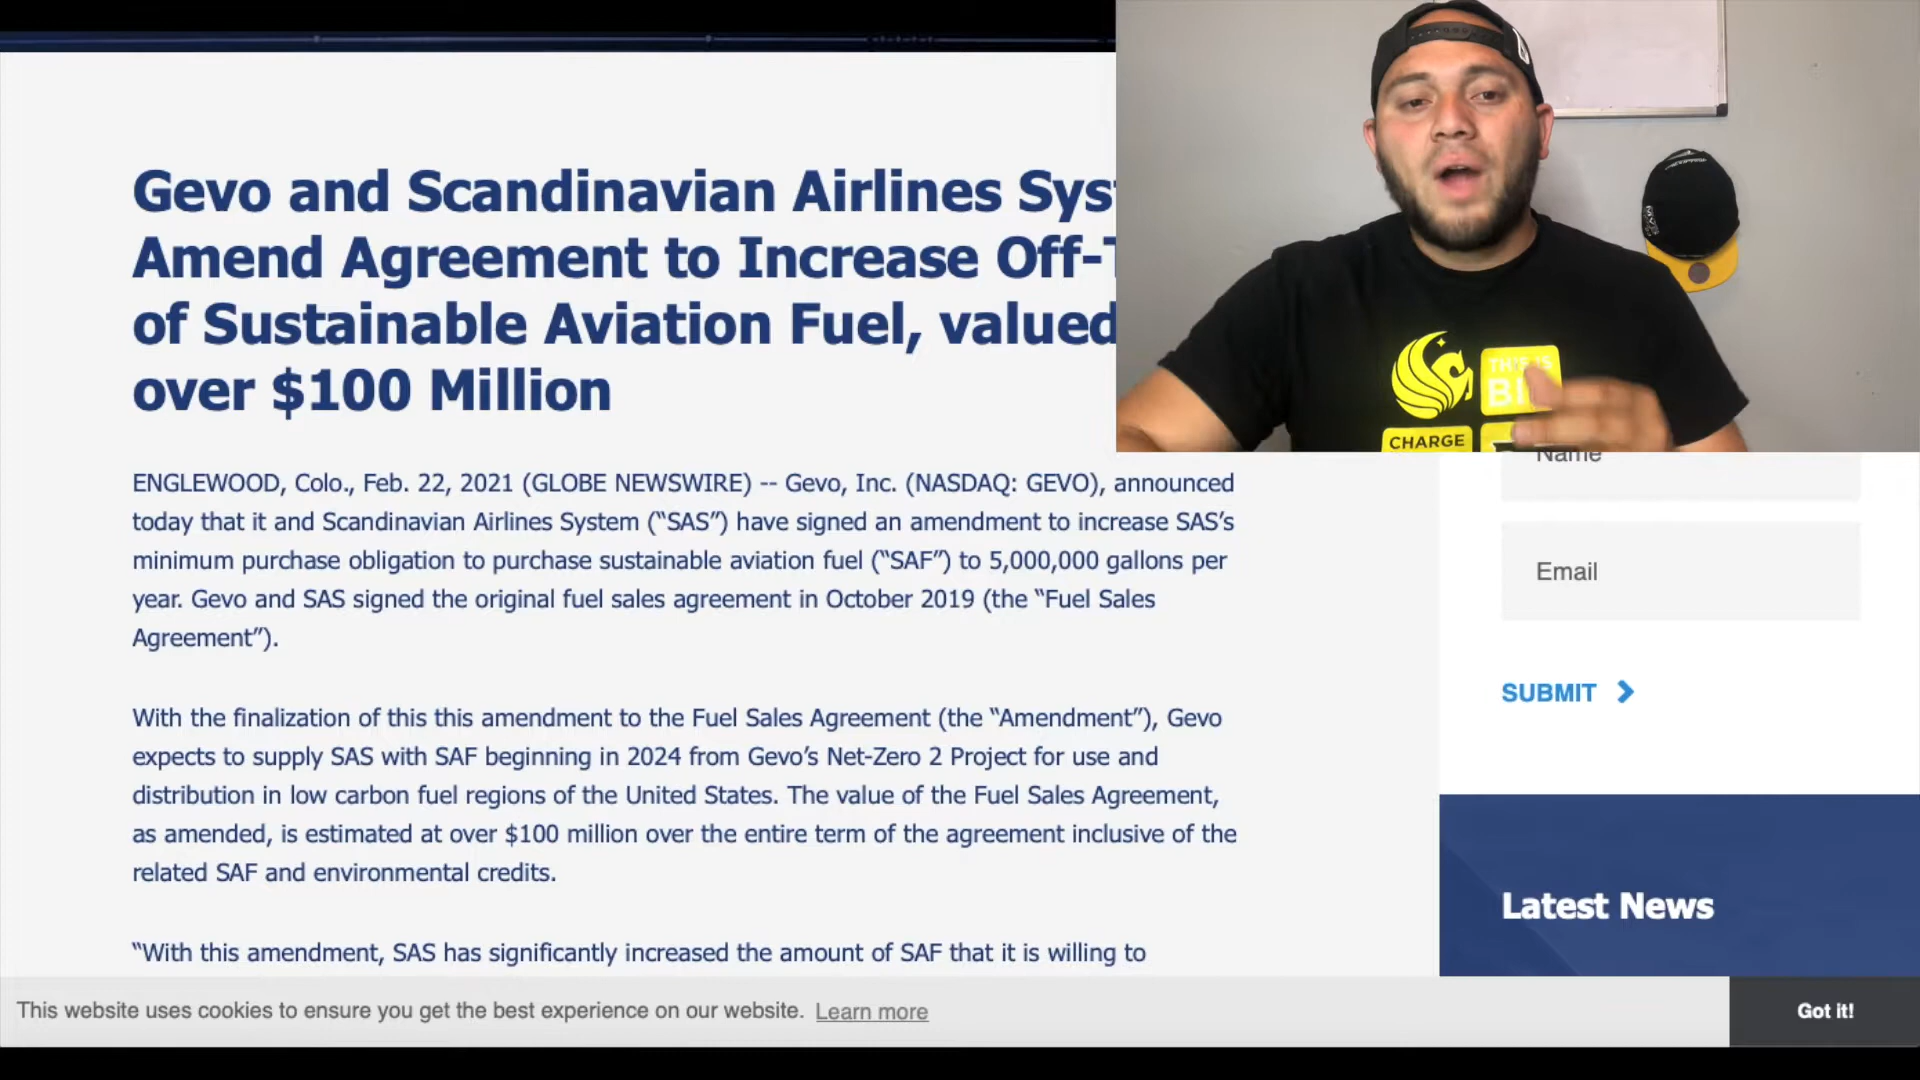 Gevo and Scandinavian Airlines Sys
Amend Agreement to Increase Off-
of Sustainable Aviation Fuel, valued
over $100 Million
ENGLEWOOD, Colo., Feb. 22, 2021 (GLOBE NEWSWIRE) -- Gevo, Inc. (NASDAQ: GEVO), announced
today that it and Scandinavian Airlines System (“SAS”) have signed an amendment to increase SAS’s
minimum purchase obligation to purchase sustainable aviation fuel (“SAF”) to 5,000,000 gallons per
year. Gevo and SAS signed the original fuel sales agreement in October 2019 (the “Fuel Sales
Agreement”).
With the finalization of this this amendment to the Fuel Sales Agreement (the “Amendment”), Gevo
expects to supply SAS with SAF beginning in 2024 from Gevo’s Net-Zero 2 Project for use and
distribution in low carbon fuel regions of the United States. The value of the Fuel Sales Agreement,
as amended, is estimated at over $100 million over the entire term of the agreement inclusive of the
related SAF and environmental credits.
“With this amendment, SAS has significantly increased the amount of SAF that it is willing to
THIS IS
CHARGE
Name
Email
SUBMIT
Latest News
This website uses cookies to ensure you get the best experience on our website. Learn more
Got it!